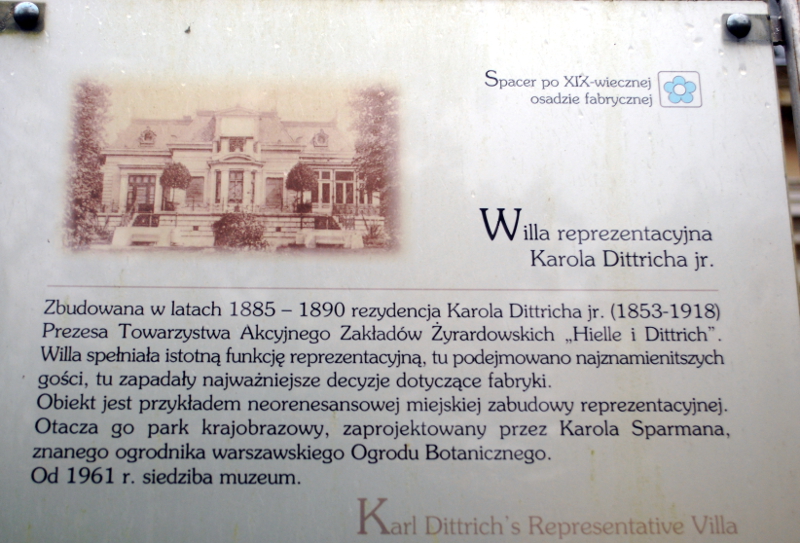 Spacer po XIX-wiecznej
osadzie fabrycznej
Willa reprezentacyjna
Karola Dittricha jr.
Zbudowana w latach 1885 – 1890 rezydencja Karola Dittricha jr. (1853-1918)
Prezesa Towarzystwa Akcyjnego Zakładów Żyrardowskich „Hielle i Dittrich”.
Willa spełniała istotną funkcję reprezentacyjną, tu podejmowano najznamienitszych
gości, tu zapadały najważniejsze decyzje dotyczące fabryki.
Obiekt jest przykładem neorenesansowej miejskiej zabudowy reprezentacyjnej.
Otacza go park krajobrazowy, zaprojektowany przez Karola Sparmana,
znanego ogrodnika warszawskiego Ogrodu Botanicznego.
Od 1961 r. siedziba muzeum.
Karl Dittrich's Representative Villa